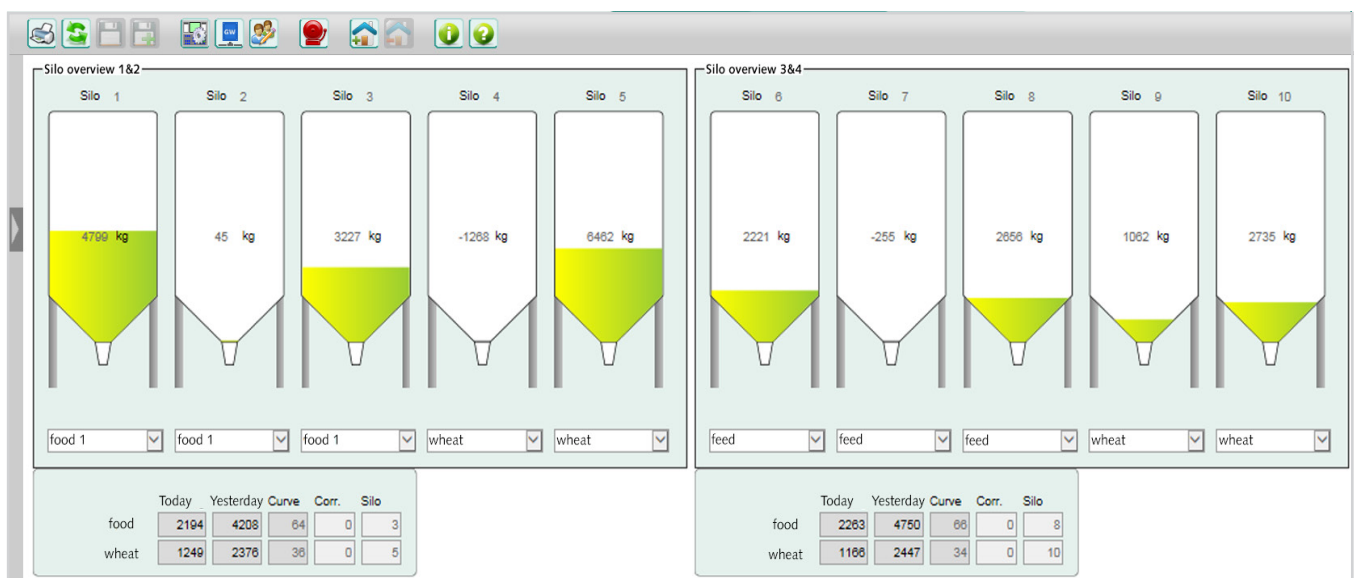 GW
Silo overview 1&2
Silo 1 Silo 2 Silo 3 Silo 4 Silo 5
4799 kg 45 kg 3227 kg -1268 kg 6462 kg
food 1 food 1 food 1 wheat wheat
Today Yesterday Curve Corr. Silo
food 2194 4208 64 0 3
wheat 1249 2376 36 0 5
Silo overview 3&4
Silo 6 Silo 7 Silo 8 Silo 9 Silo 10
2221 kg -255 kg 2656 kg 1062 kg 2735 kg
feed feed feed wheat wheat
Today Yesterday Curve Corr. Silo
food 2263 4750 66 0 8
wheat 1166 2447 34 0 10